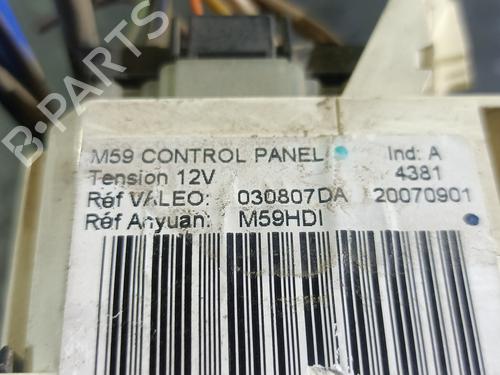 B-PARTS
M59 CONTROL PANEL Ind: A
Tension 12V 4381
Réf VALEO: 030807DA 20070901
Réf Anyuan: M59HDI